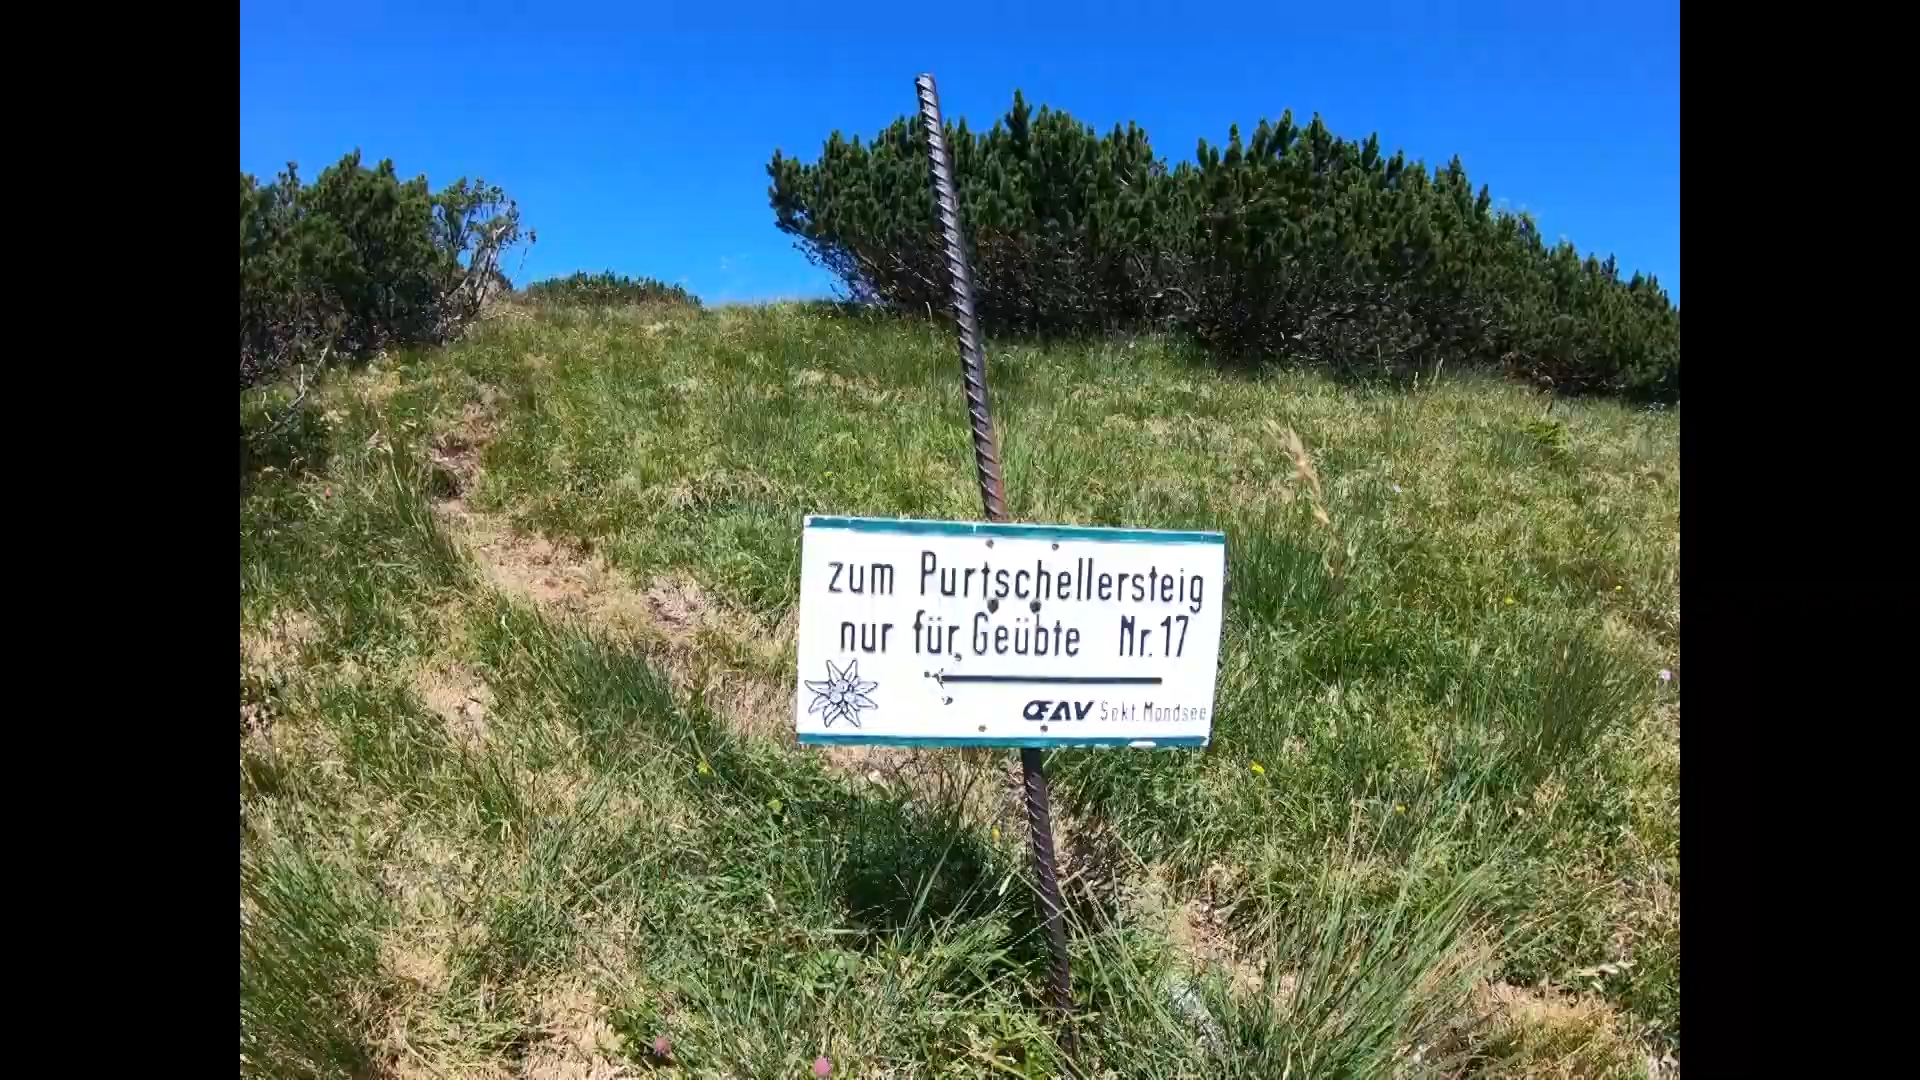 zum Purtschellersteig
nur für Geübte Nr. 17
ŒAV Sekt. Mondsee